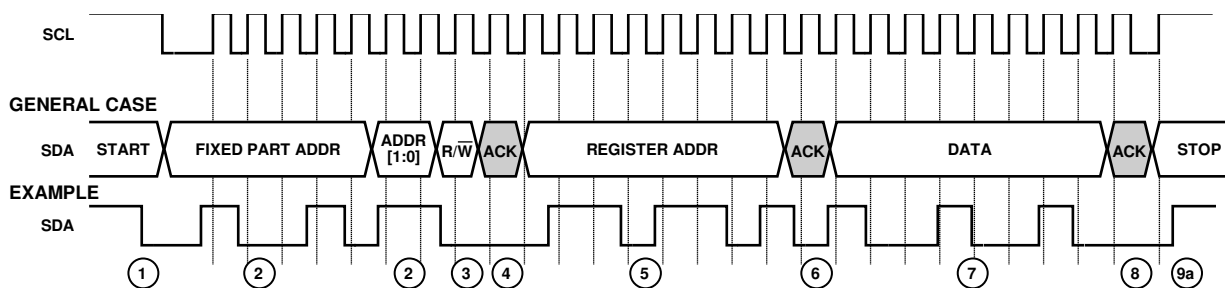 SCL
GENERAL CASE
SDA START FIXED PART ADDR ADDR [1:0] R/W̅ ACK REGISTER ADDR ACK DATA ACK STOP
EXAMPLE
SDA
1 2 2 3 4 5 6 7 8 9a